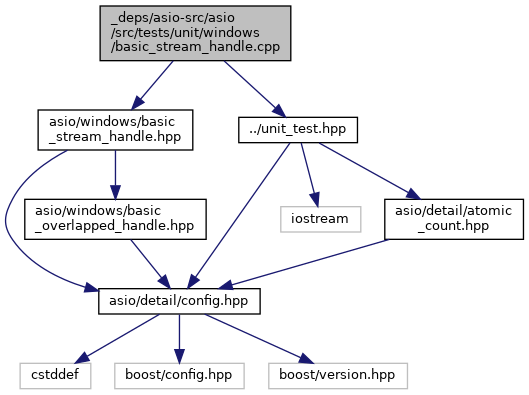 _deps/asio-src/asio
/src/tests/unit/windows
/basic_stream_handle.cpp
asio/windows/basic
_stream_handle.hpp
../unit_test.hpp
asio/windows/basic
_overlapped_handle.hpp
iostream
asio/detail/atomic
_count.hpp
asio/detail/config.hpp
cstddef
boost/config.hpp
boost/version.hpp